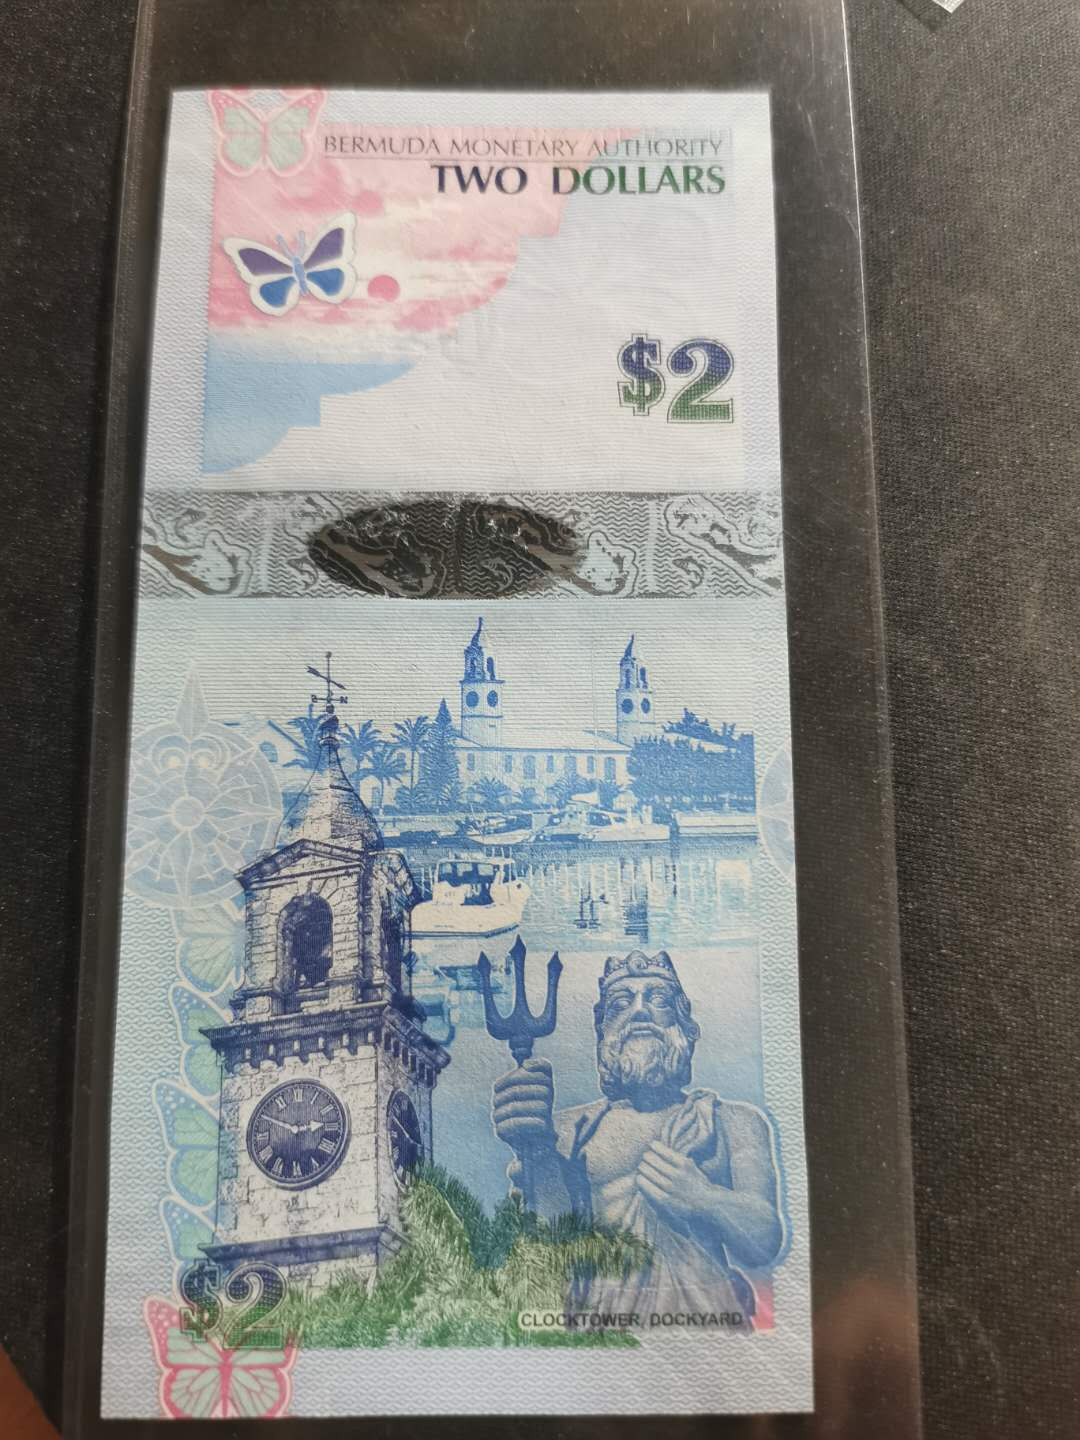 BERMUDA MONETARY AUTHORITY
TWO DOLLARS
$2
$2
CLOCKTOWER, DOCKYARD